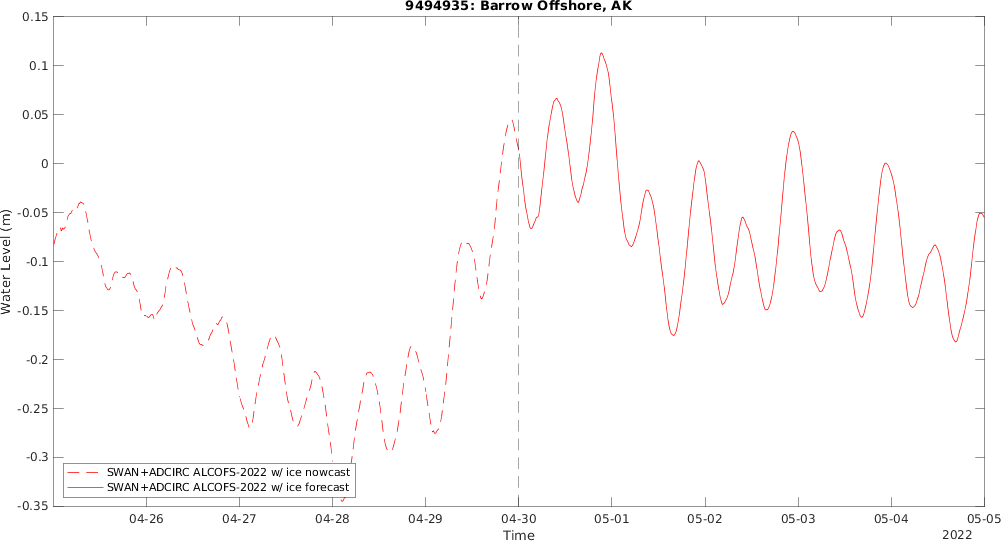 9494935: Barrow Offshore, AK
0.15
0.1
0.05
0
-0.05
-0.1
-0.15
-0.2
-0.25
-0.3
-0.35
Water Level (m)
SWAN+ADCIRC ALCOFS-2022 w/ ice nowcast
SWAN+ADCIRC ALCOFS-2022 w/ ice forecast
04-26 04-27 04-28 04-29 04-30 05-01 05-02 05-03 05-04 05-05
Time
2022